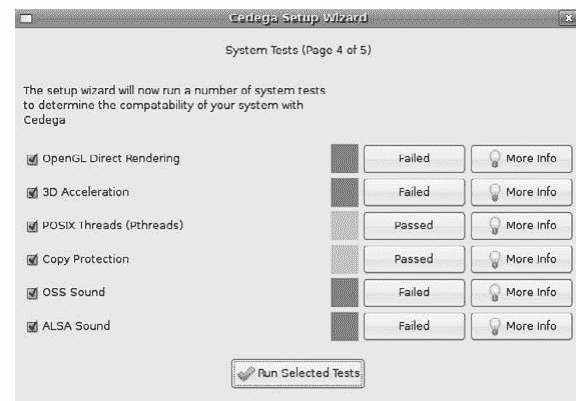 Cedega Setup Wizard
System Tests (Page 4 of 5)
The setup wizard will now run a number of system tests
to determine the compatability of your system with
Cedega
OpenGL Direct Rendering Failed More Info
3D Acceleration Failed More Info
POSIX Threads (Pthreads) Passed More Info
Copy Protection Passed More Info
OSS Sound Failed More Info
ALSA Sound Failed More Info
Run Selected Tests